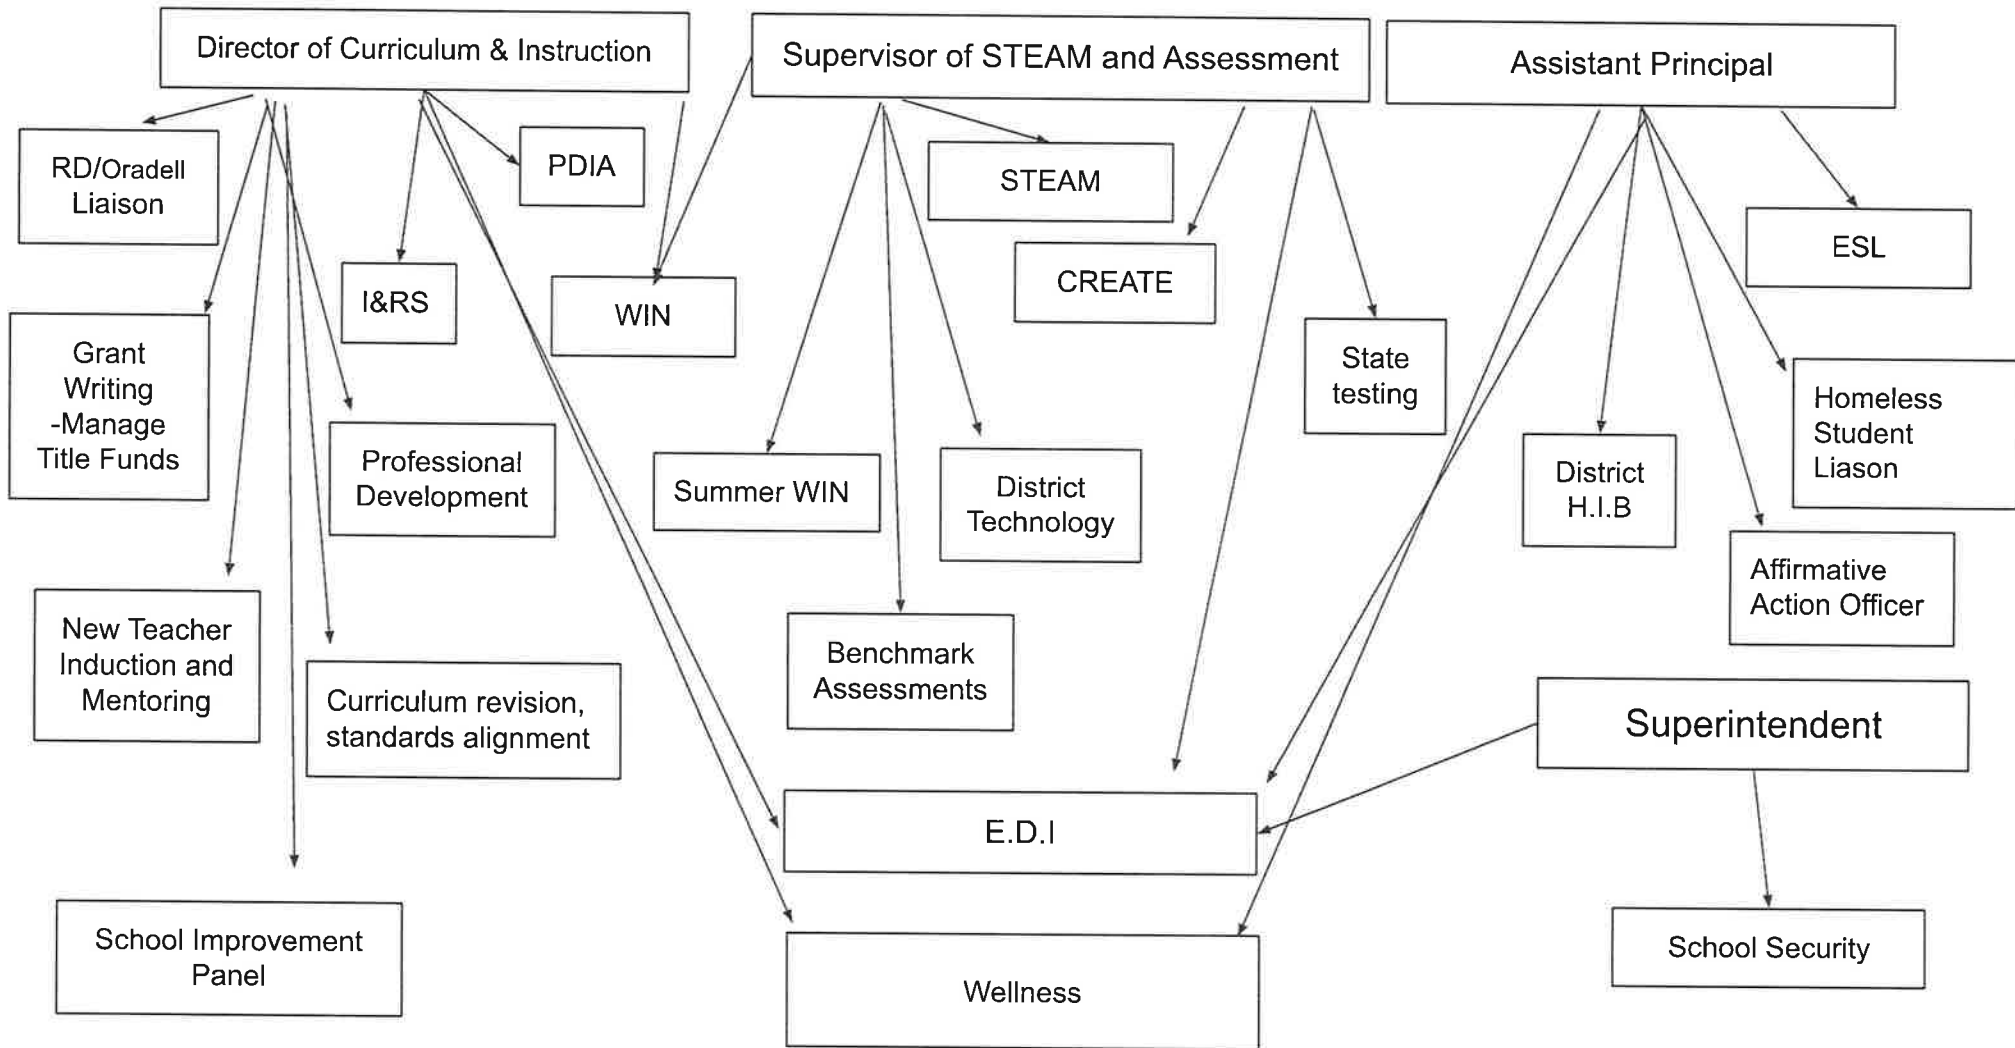 Director of Curriculum & Instruction
Supervisor of STEAM and Assessment
Assistant Principal
RD/Oradell
Liaison
PDIA
STEAM
ESL
I&RS
WIN
CREATE
Grant
Writing
-Manage
Title Funds
State
testing
Homeless
Student
Liason
Professional
Development
Summer WIN
District
Technology
District
H.I.B
Affirmative
Action Officer
New Teacher
Induction and
Mentoring
Curriculum revision,
standards alignment
Benchmark
Assessments
Superintendent
E.D.I
School Improvement
Panel
Wellness
School Security